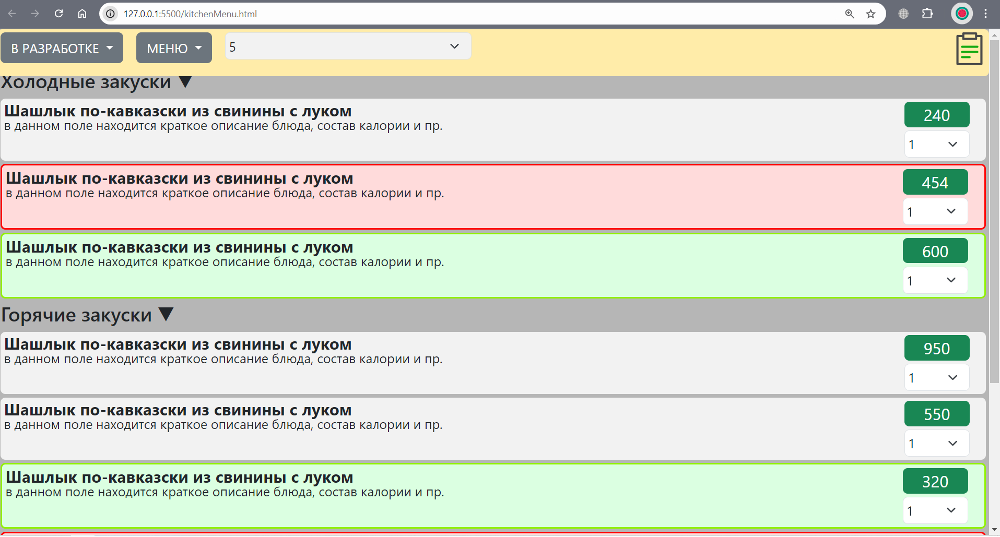 127.0.0.1:5500/kitchenMenu.html
В РАЗРАБОТКЕ
МЕНЮ
5
Холодные закуски ▼
Шашлык по-кавказски из свинины с луком
240
в данном поле находится краткое описание блюда, состав калории и пр.
1
Шашлык по-кавказски из свинины с луком
454
в данном поле находится краткое описание блюда, состав калории и пр.
1
Шашлык по-кавказски из свинины с луком
600
в данном поле находится краткое описание блюда, состав калории и пр.
1
Горячие закуски ▼
Шашлык по-кавказски из свинины с луком
950
в данном поле находится краткое описание блюда, состав калории и пр.
1
Шашлык по-кавказски из свинины с луком
550
в данном поле находится краткое описание блюда, состав калории и пр.
1
Шашлык по-кавказски из свинины с луком
320
в данном поле находится краткое описание блюда, состав калории и пр.
1